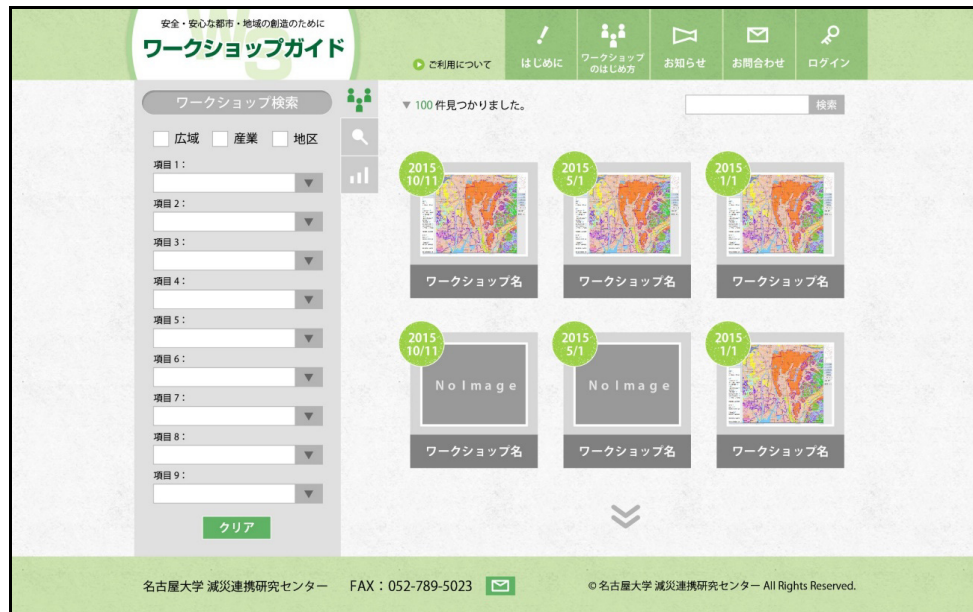 安全・安心な都市・地域の創造のために
ワークショップガイド
ご利用について
はじめに
ワークショップ
のはじめ方
お知らせ
お問合わせ
ログイン
ワークショップ検索
広域 産業 地区
項目1：
項目2：
項目3：
項目4：
項目5：
項目6：
項目7：
項目8：
項目9：
クリア
▼ 100 件見つかりました。
検索
2015
10/11
ワークショップ名
2015
5/1
ワークショップ名
2015
1/1
ワークショップ名
2015
10/11
NoImage
ワークショップ名
2015
5/1
NoImage
ワークショップ名
2015
1/1
ワークショップ名
名古屋大学 減災連携研究センター FAX：052-789-5023
©名古屋大学 減災連携研究センター All Rights Reserved.